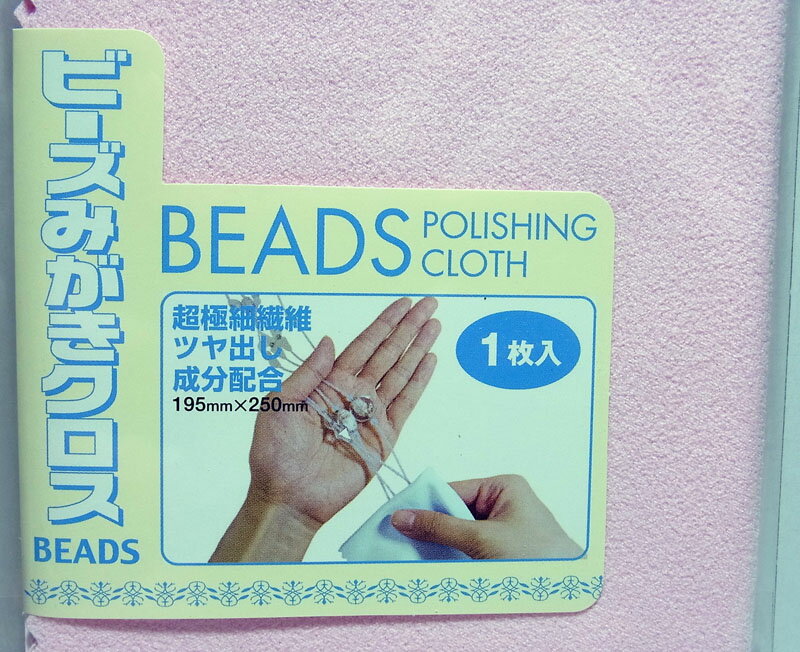 ビーズみがきクロス
BEADS
BEADS POLISHING
CLOTH
超極細繊維
ツヤ出し
成分配合
195mm×250mm
1枚入